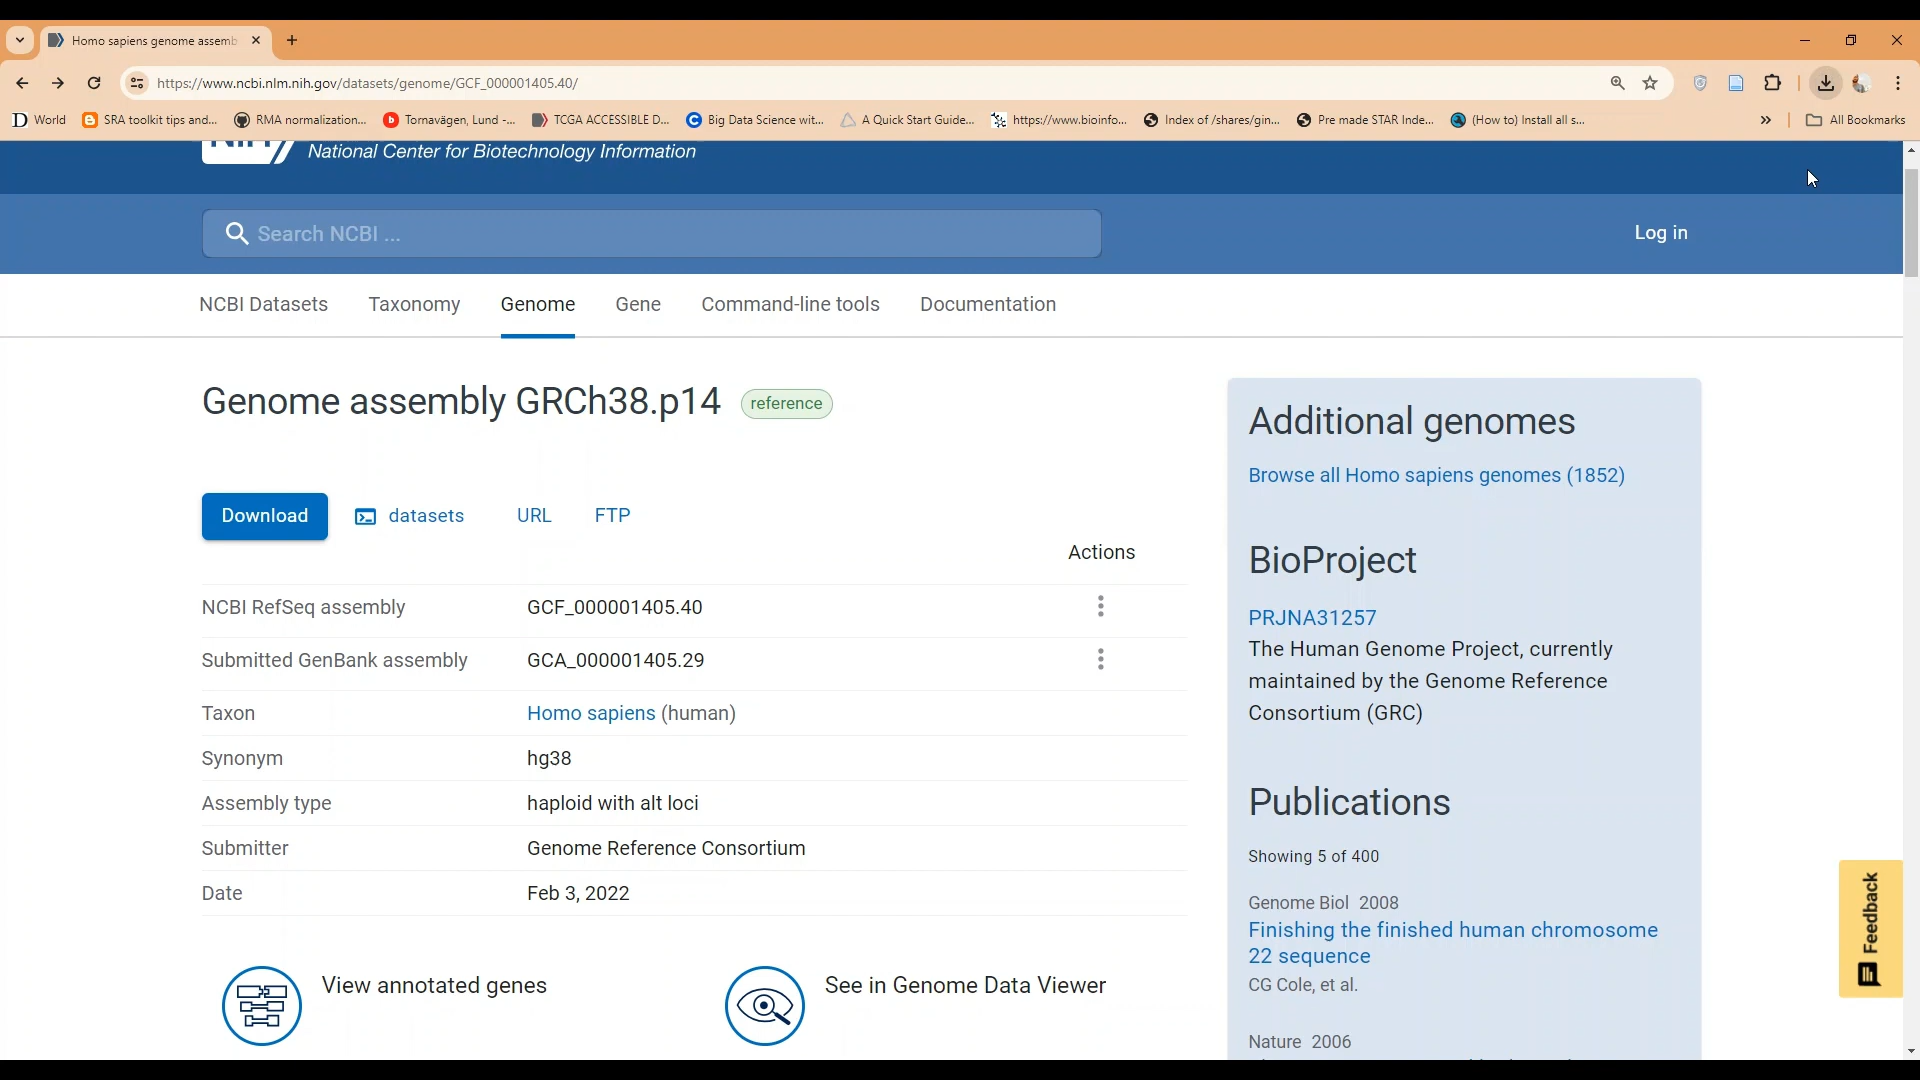 Homo sapiens genome assemb
https://www.ncbi.nlm.nih.gov/datasets/genome/GCF_000001405.40/
World
SRA toolkit tips and...
RMA normalization...
Tornavägen, Lund -...
TCGA ACCESSIBLE D...
Big Data Science wit...
A Quick Start Guide...
https://www.bioinfo...
Index of /shares/gin...
Pre made STAR Inde...
(How to) Install all s...
All Bookmarks
NIH
National Center for Biotechnology Information
Search NCBI ...
Log in
NCBI Datasets
Taxonomy
Genome
Gene
Command-line tools
Documentation
Genome assembly GRCh38.p14
reference
Download
datasets
URL
FTP
Actions
NCBI RefSeq assembly
GCF_000001405.40
Submitted GenBank assembly
GCA_000001405.29
Taxon
Homo sapiens (human)
Synonym
hg38
Assembly type
haploid with alt loci
Submitter
Genome Reference Consortium
Date
Feb 3, 2022
View annotated genes
See in Genome Data Viewer
Additional genomes
Browse all Homo sapiens genomes (1852)
BioProject
PRJNA31257
The Human Genome Project, currently
maintained by the Genome Reference
Consortium (GRC)
Publications
Showing 5 of 400
Genome Biol 2008
Finishing the finished human chromosome
22 sequence
CG Cole, et al.
Nature 2006
Feedback